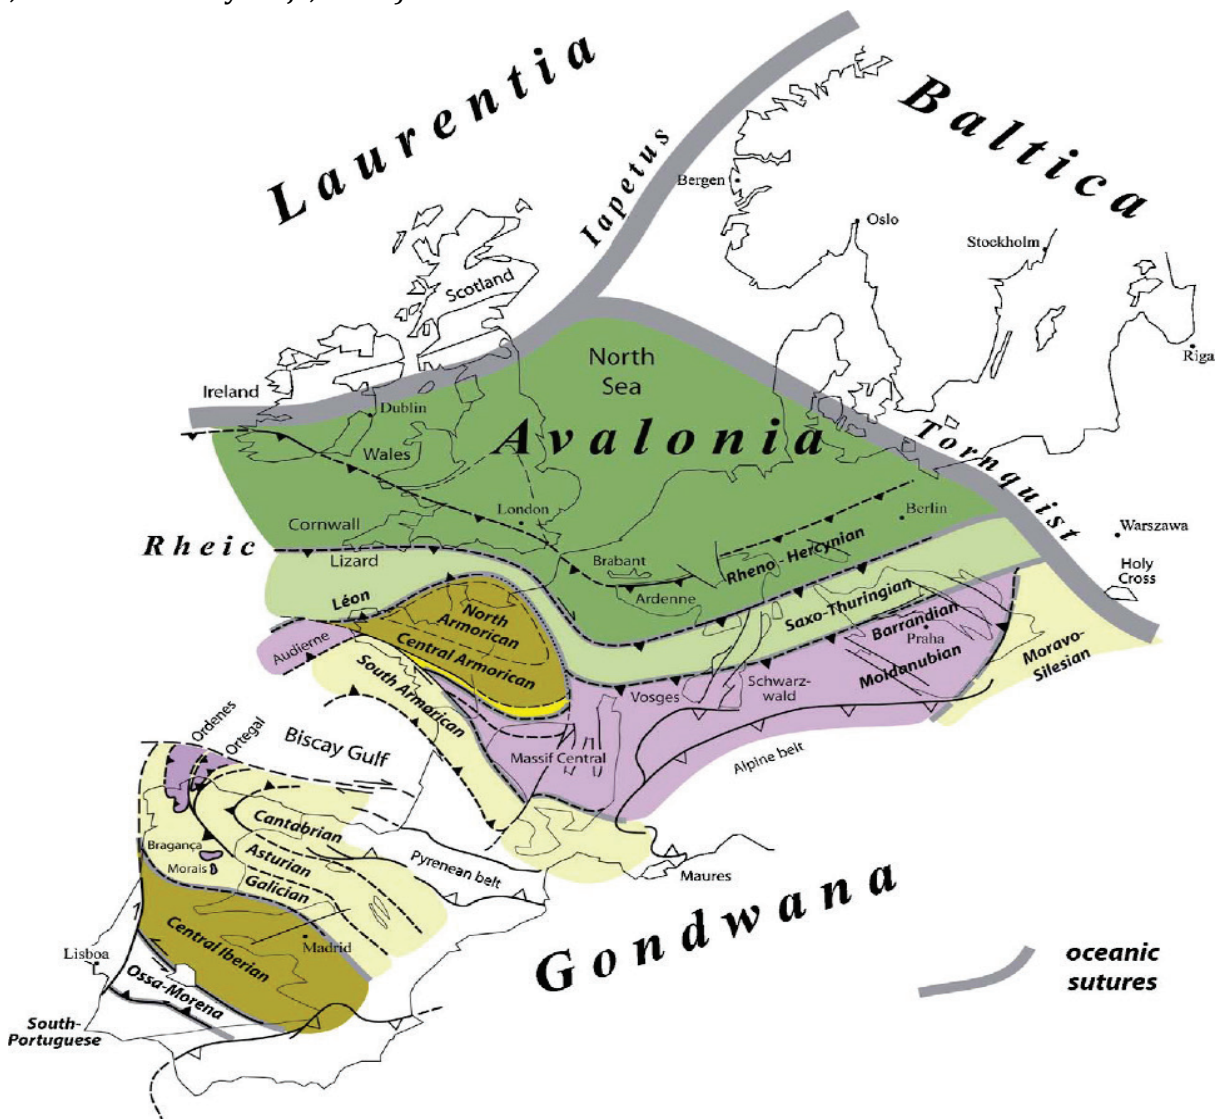 Laurentia
Baltica
Iapetus
Bergen
Oslo
Stockholm
Scotland
Riga
North
Sea
Ireland
Dublin
Avalonia
Tornquist
Wales
London
Berlin
Cornwall
Warszawa
Rheic
Lizard
Brabant
Rheno - Hercynian
Holy
Cross
Ardenne
Léon
North
Armorican
Saxo-Thuringian
Barrandian
Praha
Audierne
Central Armorican
Moldanubian
Moravo-
Silesian
South Armorican
Vosges
Schwarz-
wald
Ordenes
Ortegal
Biscay Gulf
Massif Central
Alpine belt
Cantabrian
Bragança
Asturian
Pyrenean belt
Morais
Galician
Maures
Gondwana
Central Iberian
Madrid
Lisboa
Ossa-Morena
oceanic
sutures
South-
Portuguese